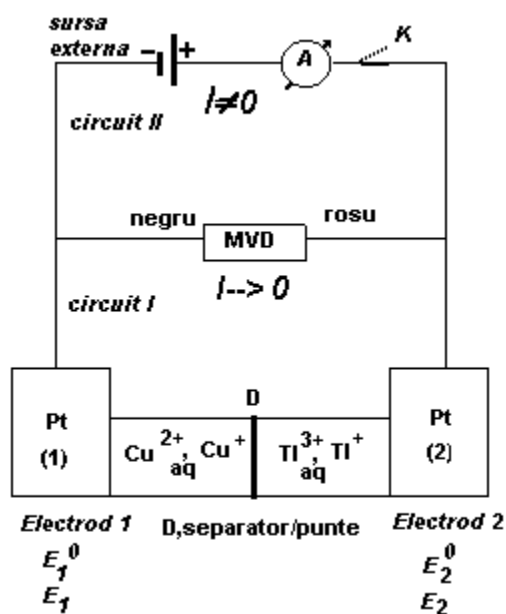 sursa
externa
- +
A
K
I≠0
circuit II
negru
rosu
MVD
I--> 0
circuit I
D
Pt
(1)
Cu2+, Cu+
aq
Tl3+, Tl+
aq
Pt
(2)
Electrod 1
D,separator/punte
Electrod 2
E10
E20
E1
E2